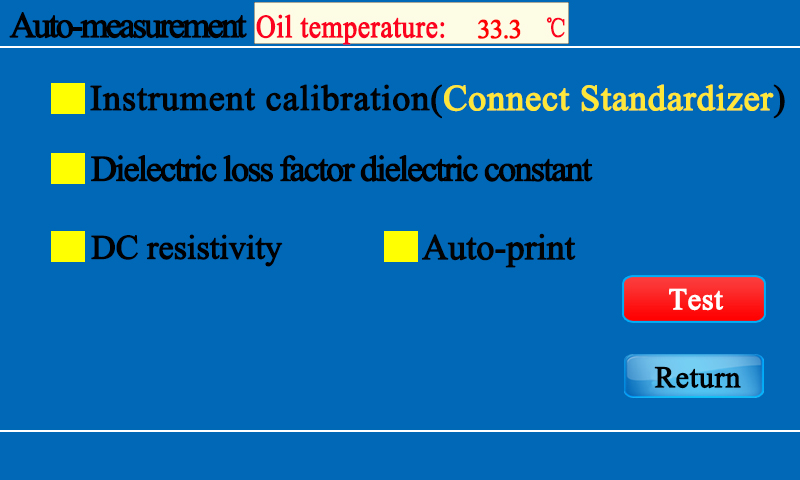 Auto-measurement Oil temperature: 33.3 ℃
Instrument calibration(Connect Standardizer)
Dielectric loss factor dielectric constant
DC resistivity Auto-print
Test
Return